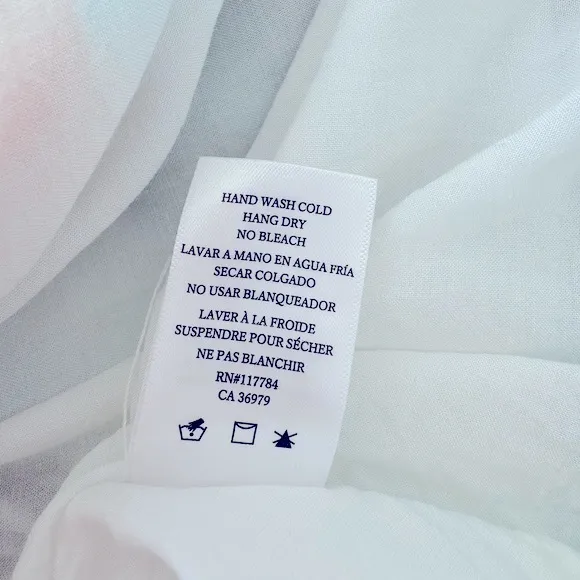 HAND WASH COLD
HANG DRY
NO BLEACH
LAVAR A MANO EN AGUA FRÍA
SECAR COLGADO
NO USAR BLANQUEADOR
LAVER À LA FROIDE
SUSPENDRE POUR SÉCHER
NE PAS BLANCHIR
RN#117784
CA 36979